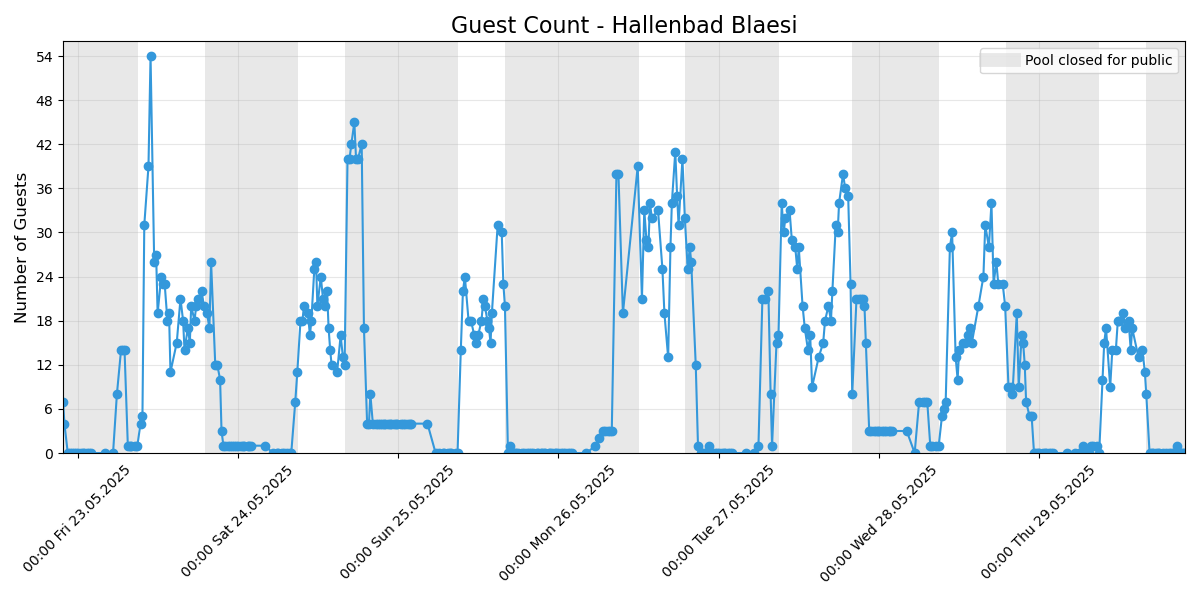 Guest Count - Hallenbad Blaesi
Pool closed for public
Number of Guests
54
48
42
36
30
24
18
12
6
0
00:00 Fri 23.05.2025
00:00 Sat 24.05.2025
00:00 Sun 25.05.2025
00:00 Mon 26.05.2025
00:00 Tue 27.05.2025
00:00 Wed 28.05.2025
00:00 Thu 29.05.2025